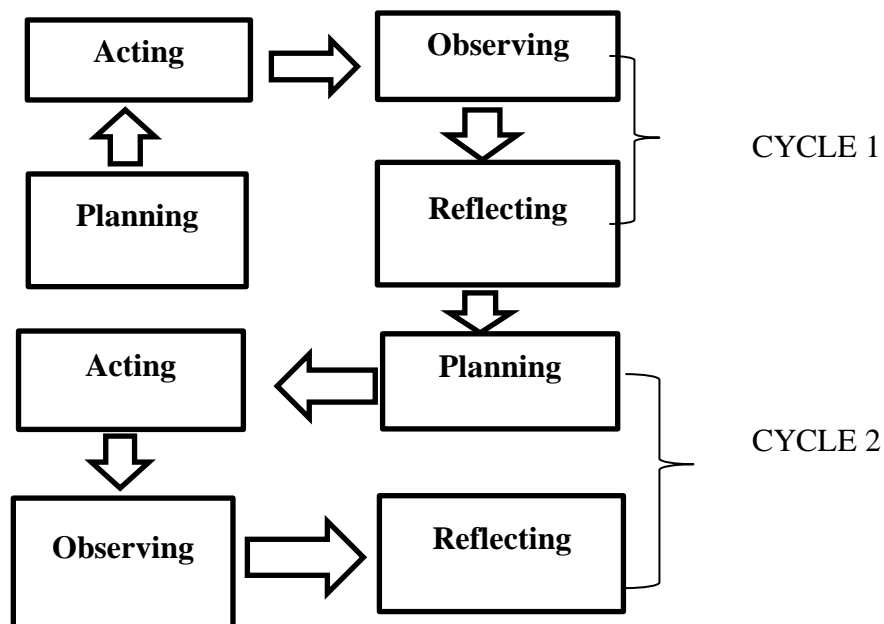 Acting
Observing
CYCLE 1
Planning
Reflecting
Acting
Planning
CYCLE 2
Observing
Reflecting